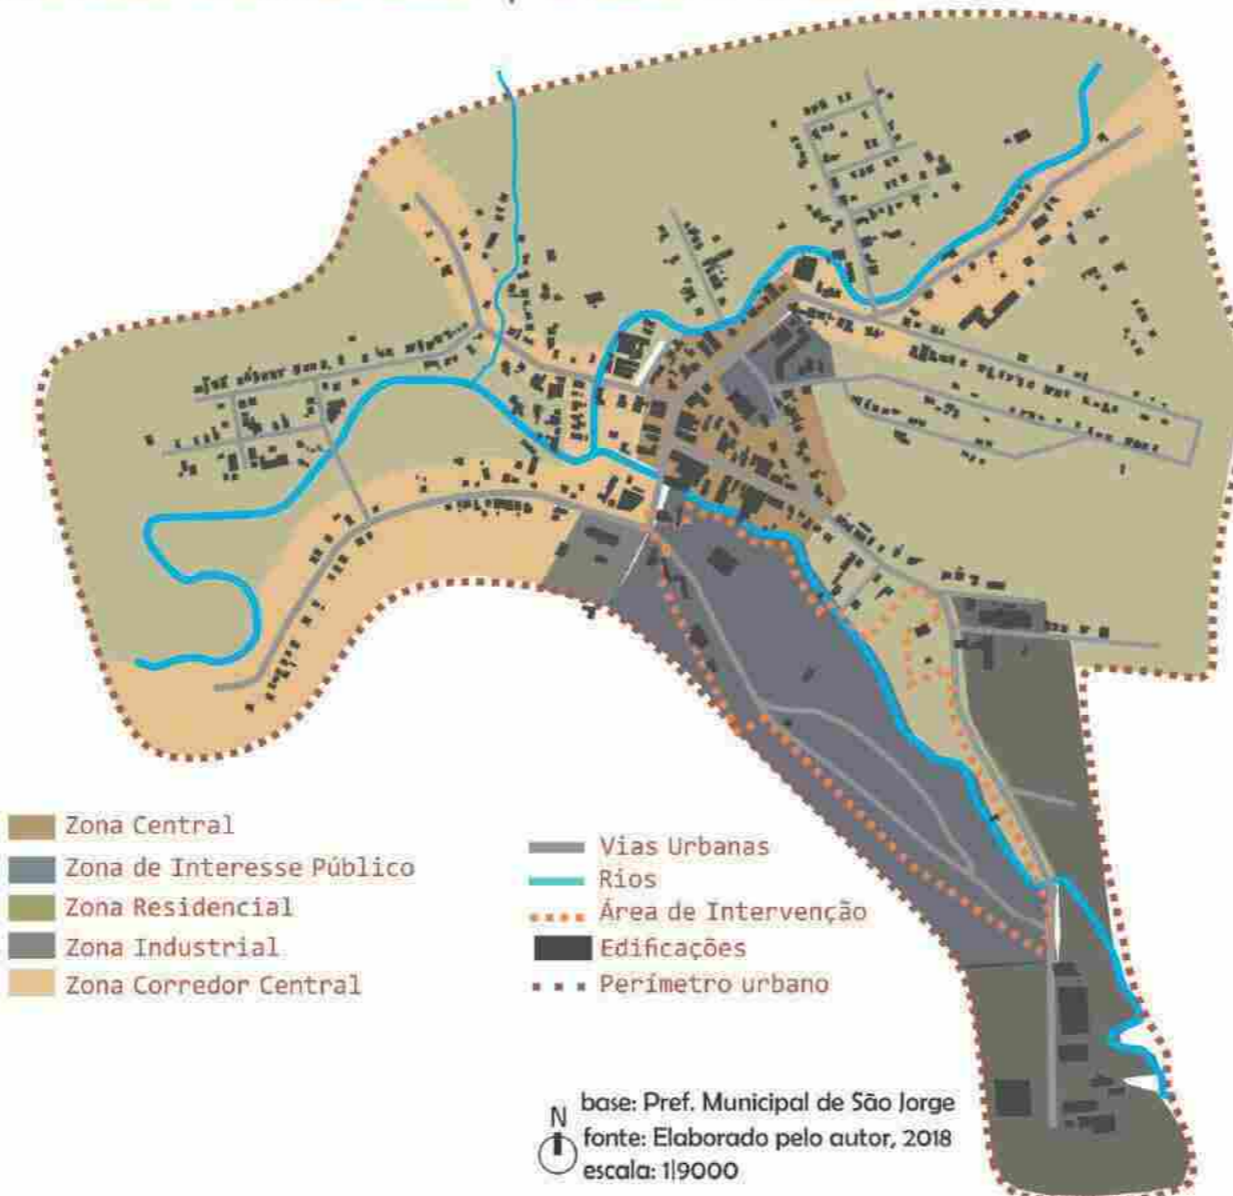 Zona Central
Zona de Interesse Público
Zona Residencial
Zona Industrial
Zona Corredor Central
Vias Urbanas
Rios
Área de Intervenção
Edificações
Perímetro urbano
N
base: Pref. Municipal de São Jorge
fonte: Elaborado pelo autor, 2018
escala: 1|9000